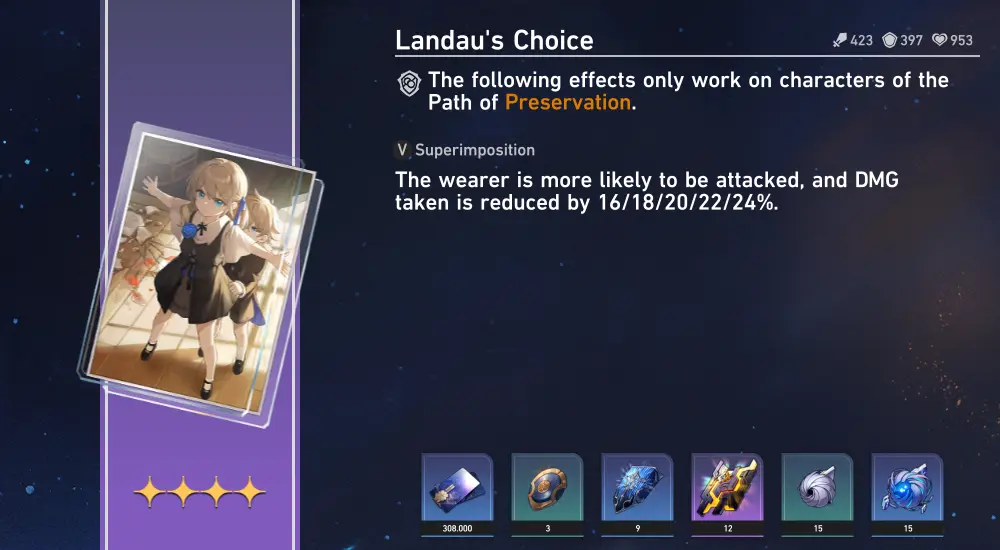 Landau's Choice
423 397 953
The following effects only work on characters of the
Path of Preservation.
V Superimposition
The wearer is more likely to be attacked, and DMG
taken is reduced by 16/18/20/22/24%.
308.000 3 9 12 15 15